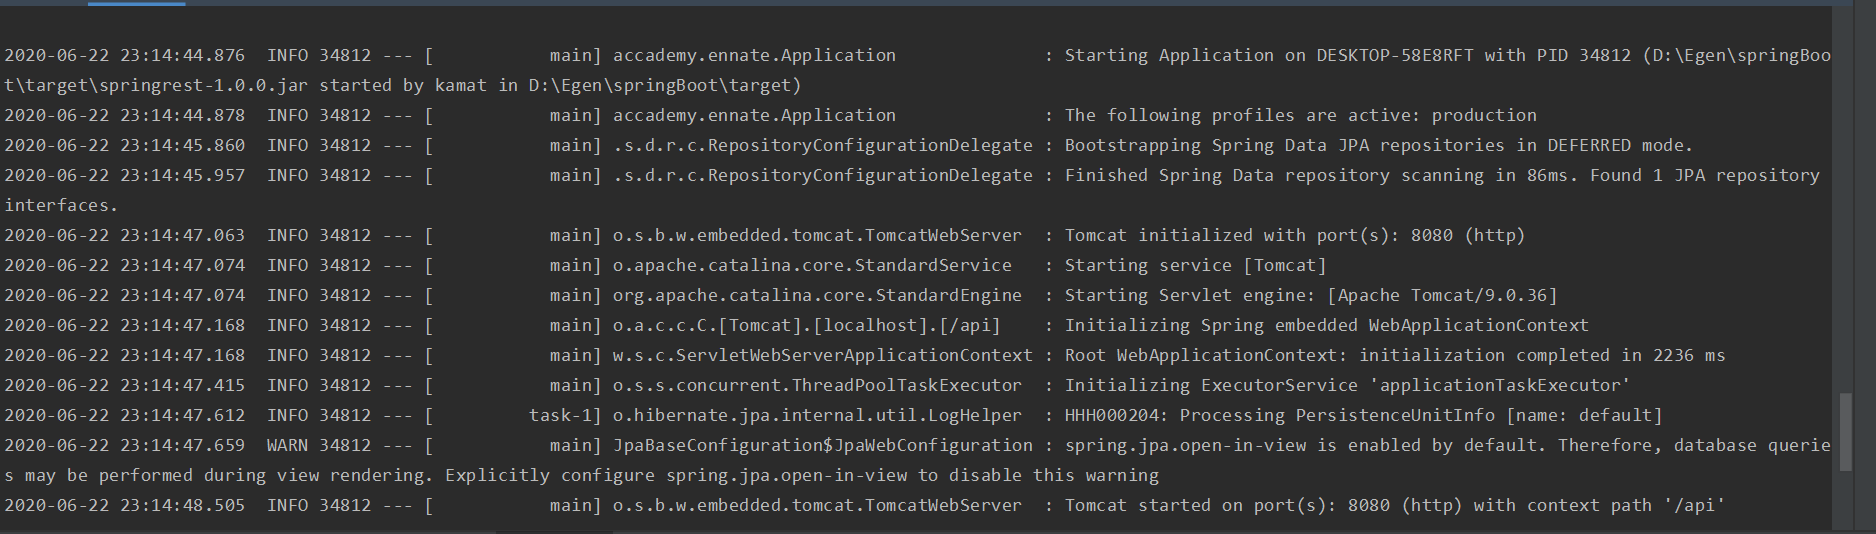 2020-06-22 23:14:44.876  INFO 34812 --- [           main] accademy.ennate.Application              : Starting Application on DESKTOP-58E8RFT with PID 34812 (D:\Egen\springBoo
t\target\springrest-1.0.0.jar started by kamat in D:\Egen\springBoot\target)
2020-06-22 23:14:44.878  INFO 34812 --- [           main] accademy.ennate.Application              : The following profiles are active: production
2020-06-22 23:14:45.860  INFO 34812 --- [           main] .s.d.r.c.RepositoryConfigurationDelegate : Bootstrapping Spring Data JPA repositories in DEFERRED mode.
2020-06-22 23:14:45.957  INFO 34812 --- [           main] .s.d.r.c.RepositoryConfigurationDelegate : Finished Spring Data repository scanning in 86ms. Found 1 JPA repository
interfaces.
2020-06-22 23:14:47.063  INFO 34812 --- [           main] o.s.b.w.embedded.tomcat.TomcatWebServer  : Tomcat initialized with port(s): 8080 (http)
2020-06-22 23:14:47.074  INFO 34812 --- [           main] o.apache.catalina.core.StandardService   : Starting service [Tomcat]
2020-06-22 23:14:47.074  INFO 34812 --- [           main] org.apache.catalina.core.StandardEngine  : Starting Servlet engine: [Apache Tomcat/9.0.36]
2020-06-22 23:14:47.168  INFO 34812 --- [           main] o.a.c.c.C.[Tomcat].[localhost].[/api]    : Initializing Spring embedded WebApplicationContext
2020-06-22 23:14:47.168  INFO 34812 --- [           main] w.s.c.ServletWebServerApplicationContext : Root WebApplicationContext: initialization completed in 2236 ms
2020-06-22 23:14:47.415  INFO 34812 --- [           main] o.s.s.concurrent.ThreadPoolTaskExecutor  : Initializing ExecutorService 'applicationTaskExecutor'
2020-06-22 23:14:47.612  INFO 34812 --- [         task-1] o.hibernate.jpa.internal.util.LogHelper  : HHH000204: Processing PersistenceUnitInfo [name: default]
2020-06-22 23:14:47.659  WARN 34812 --- [           main] JpaBaseConfiguration$JpaWebConfiguration : spring.jpa.open-in-view is enabled by default. Therefore, database querie
s may be performed during view rendering. Explicitly configure spring.jpa.open-in-view to disable this warning
2020-06-22 23:14:48.505  INFO 34812 --- [           main] o.s.b.w.embedded.tomcat.TomcatWebServer  : Tomcat started on port(s): 8080 (http) with context path '/api'